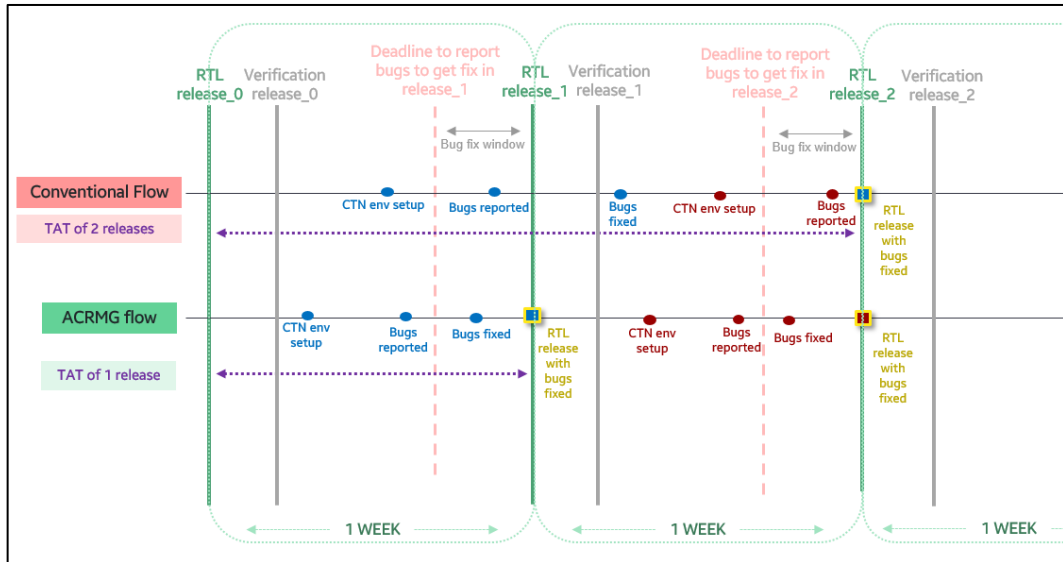 RTL
release_0
Verification
release_0
Deadline to report
bugs to get fix in
release_1
RTL
release_1
Verification
release_1
Deadline to report
bugs to get fix in
release_2
RTL
release_2
Verification
release_2
Bug fix window
Bug fix window
Conventional Flow
CTN env setup
Bugs reported
Bugs
fixed
CTN env setup
Bugs
reported
RTL
release
with
bugs
fixed
TAT of 2 releases
ACRMG flow
CTN env
setup
Bugs
reported
Bugs fixed
RTL
release
with
bugs
fixed
CTN env
setup
Bugs
reported
Bugs fixed
RTL
release
with
bugs
fixed
TAT of 1 release
1 WEEK
1 WEEK
1 WEEK